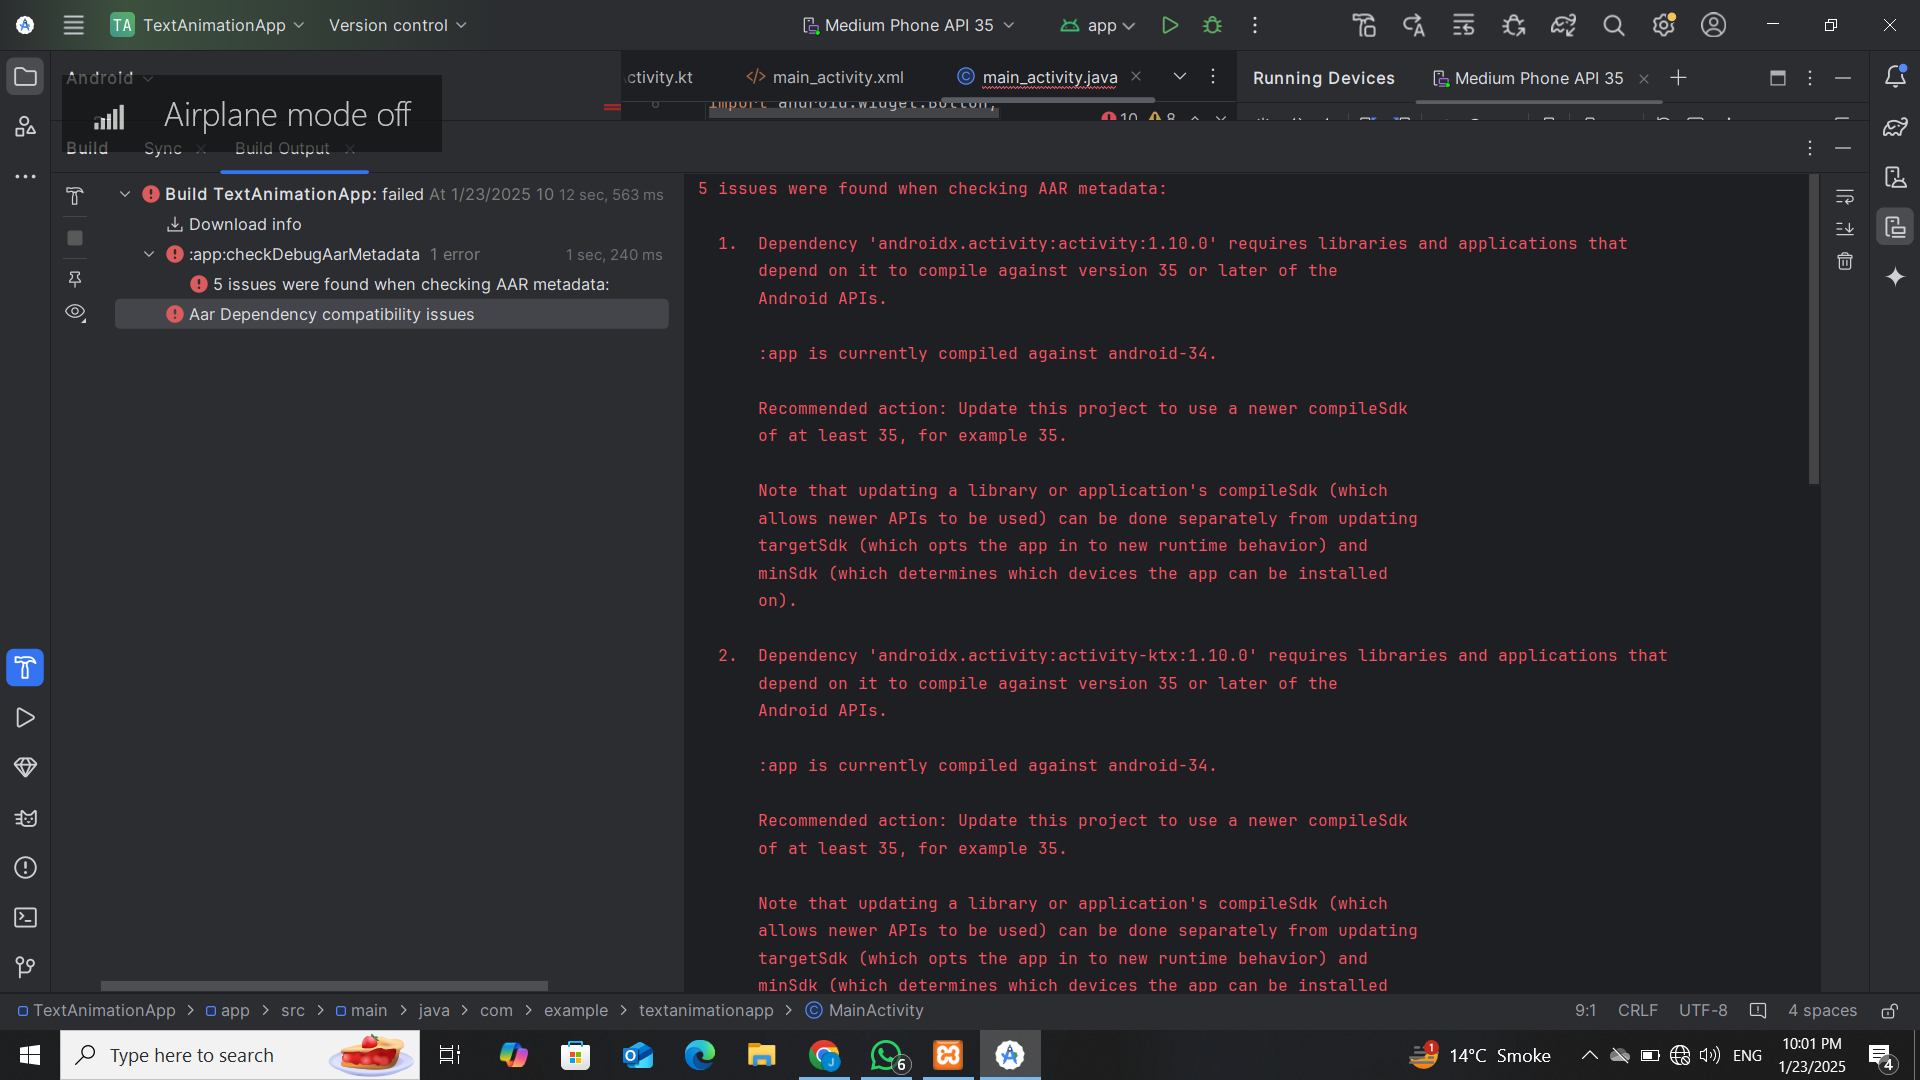 TA TextAnimationApp Version control Medium Phone API 35 app
Android
ctivity.kt main_activity.xml main_activity.java Running Devices Medium Phone API 35
Airplane mode off
6 import android.widget.Button;
10 8
Build Sync Build Output
Build TextAnimationApp: failed At 1/23/2025 10 12 sec, 563 ms
Download info
:app:checkDebugAarMetadata 1 error 1 sec, 240 ms
5 issues were found when checking AAR metadata:
Aar Dependency compatibility issues
5 issues were found when checking AAR metadata:
1. Dependency 'androidx.activity:activity:1.10.0' requires libraries and applications that
depend on it to compile against version 35 or later of the
Android APIs.
:app is currently compiled against android-34.
Recommended action: Update this project to use a newer compileSdk
of at least 35, for example 35.
Note that updating a library or application's compileSdk (which
allows newer APIs to be used) can be done separately from updating
targetSdk (which opts the app in to new runtime behavior) and
minSdk (which determines which devices the app can be installed
on).
2. Dependency 'androidx.activity:activity-ktx:1.10.0' requires libraries and applications that
depend on it to compile against version 35 or later of the
Android APIs.
:app is currently compiled against android-34.
Recommended action: Update this project to use a newer compileSdk
of at least 35, for example 35.
Note that updating a library or application's compileSdk (which
allows newer APIs to be used) can be done separately from updating
targetSdk (which opts the app in to new runtime behavior) and
minSdk (which determines which devices the app can be installed
TextAnimationApp > app > src > main > java > com > example > textanimationapp > MainActivity 9:1 CRLF UTF-8 4 spaces
Type here to search 6 1 14°C Smoke ENG 10:01 PM
1/23/2025 4